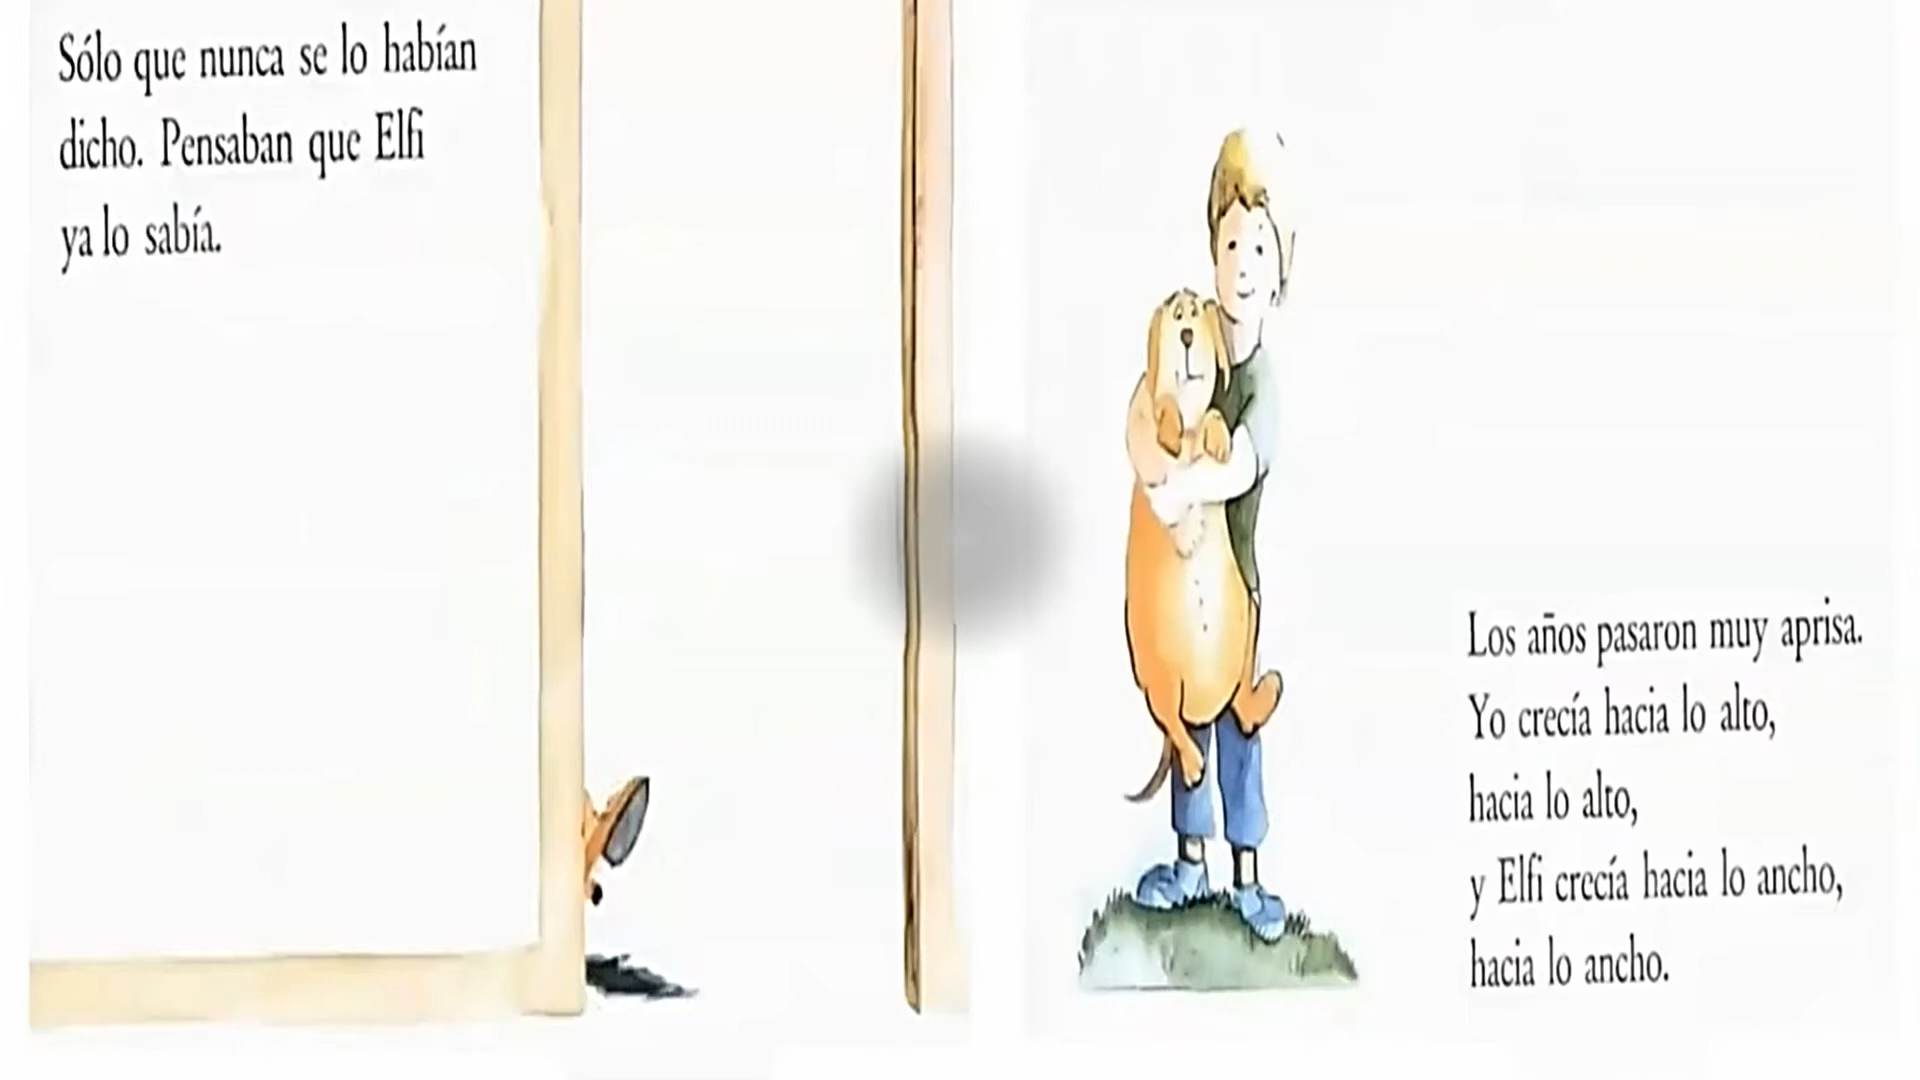 Sólo que nunca se lo habían
dicho. Pensaban que Elfi
ya lo sabía.
Los años pasaron muy aprisa.
Yo crecía hacia lo alto,
hacia lo alto,
y Elfi crecía hacia lo ancho,
hacia lo ancho.